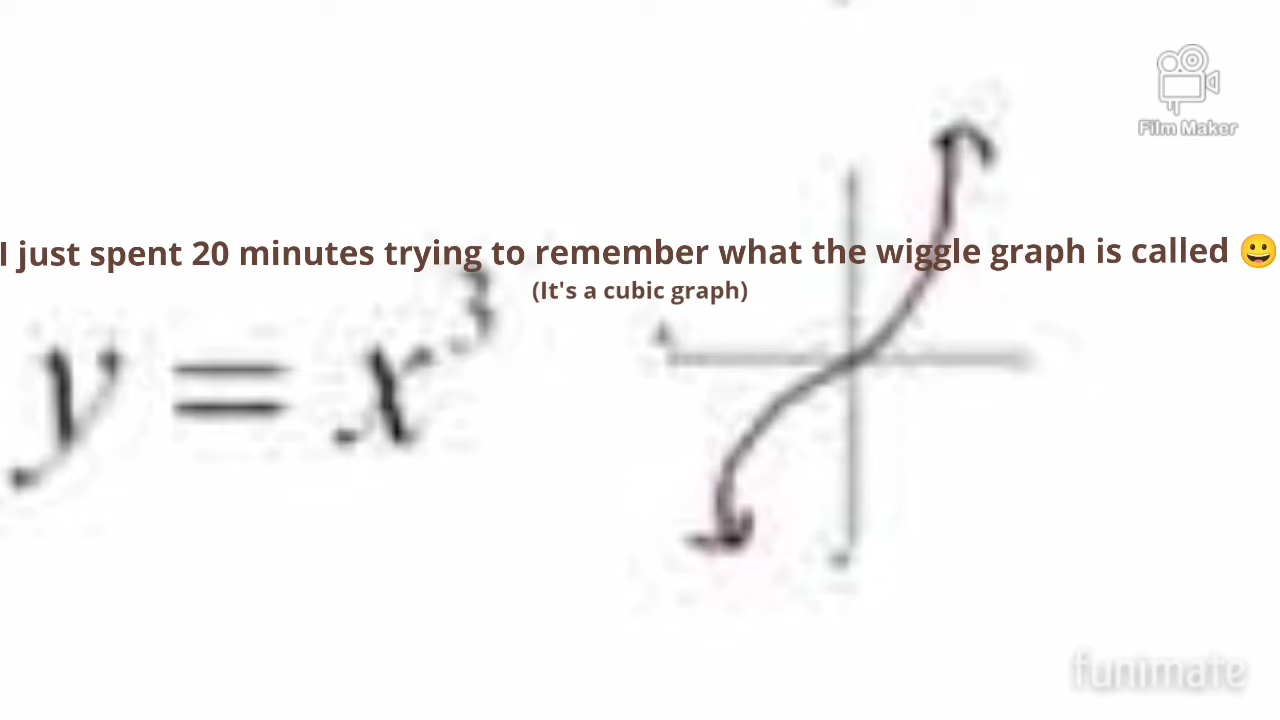 Film Maker
I just spent 20 minutes trying to remember what the wiggle graph is called 😀
(It's a cubic graph)
y = x³
funimate